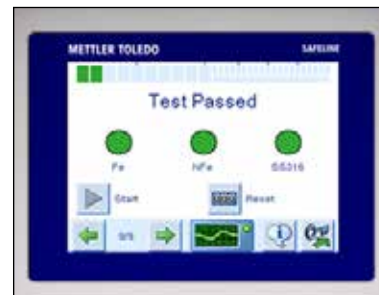 METTLER TOLEDO SAFELINE
Test Passed
Fe NFe SS316
Start Reset